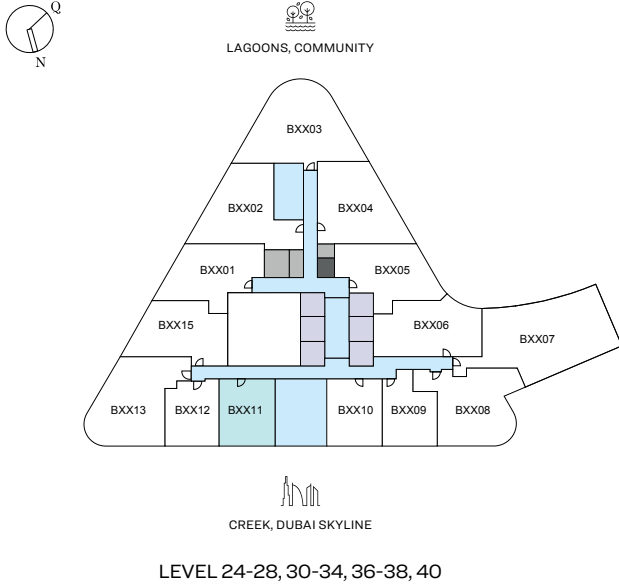 Q
N
LAGOONS, COMMUNITY
BXX03
BXX02
BXX04
BXX01
BXX05
BXX15
BXX06
BXX07
BXX13
BXX12
BXX11
BXX10
BXX09
BXX08
CREEK, DUBAI SKYLINE
LEVEL 24-28, 30-34, 36-38, 40